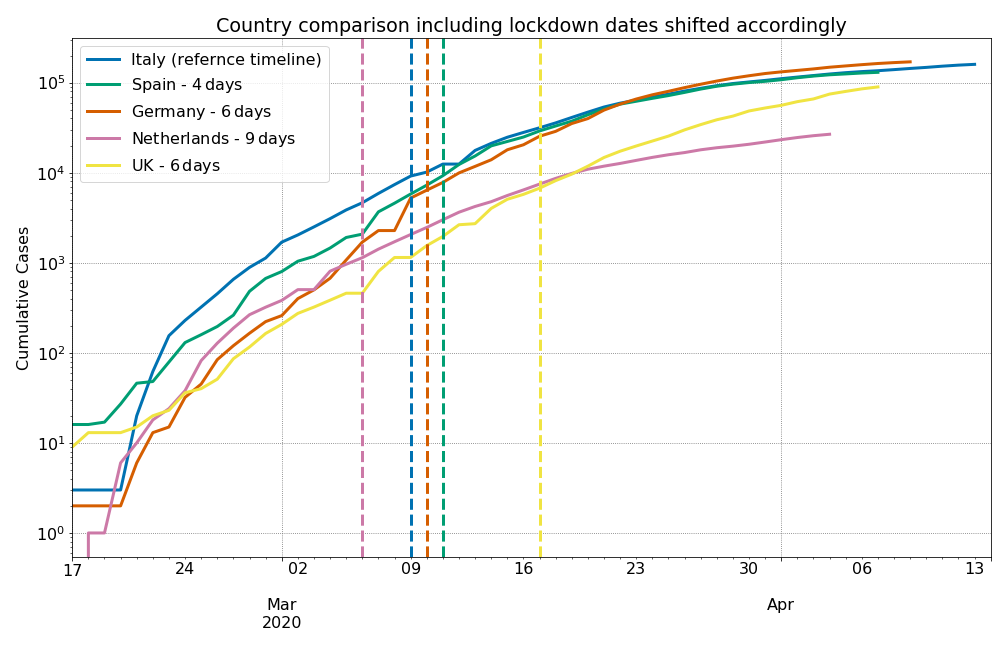 Country comparison including lockdown dates shifted accordingly
Italy (refernce timeline)
Spain - 4 days
Germany - 6 days
Netherlands - 9 days
UK - 6 days
Cumulative Cases
10⁵
10⁴
10³
10²
10¹
10⁰
17 24 02 09 16 23 30 06 13
Mar Apr
2020